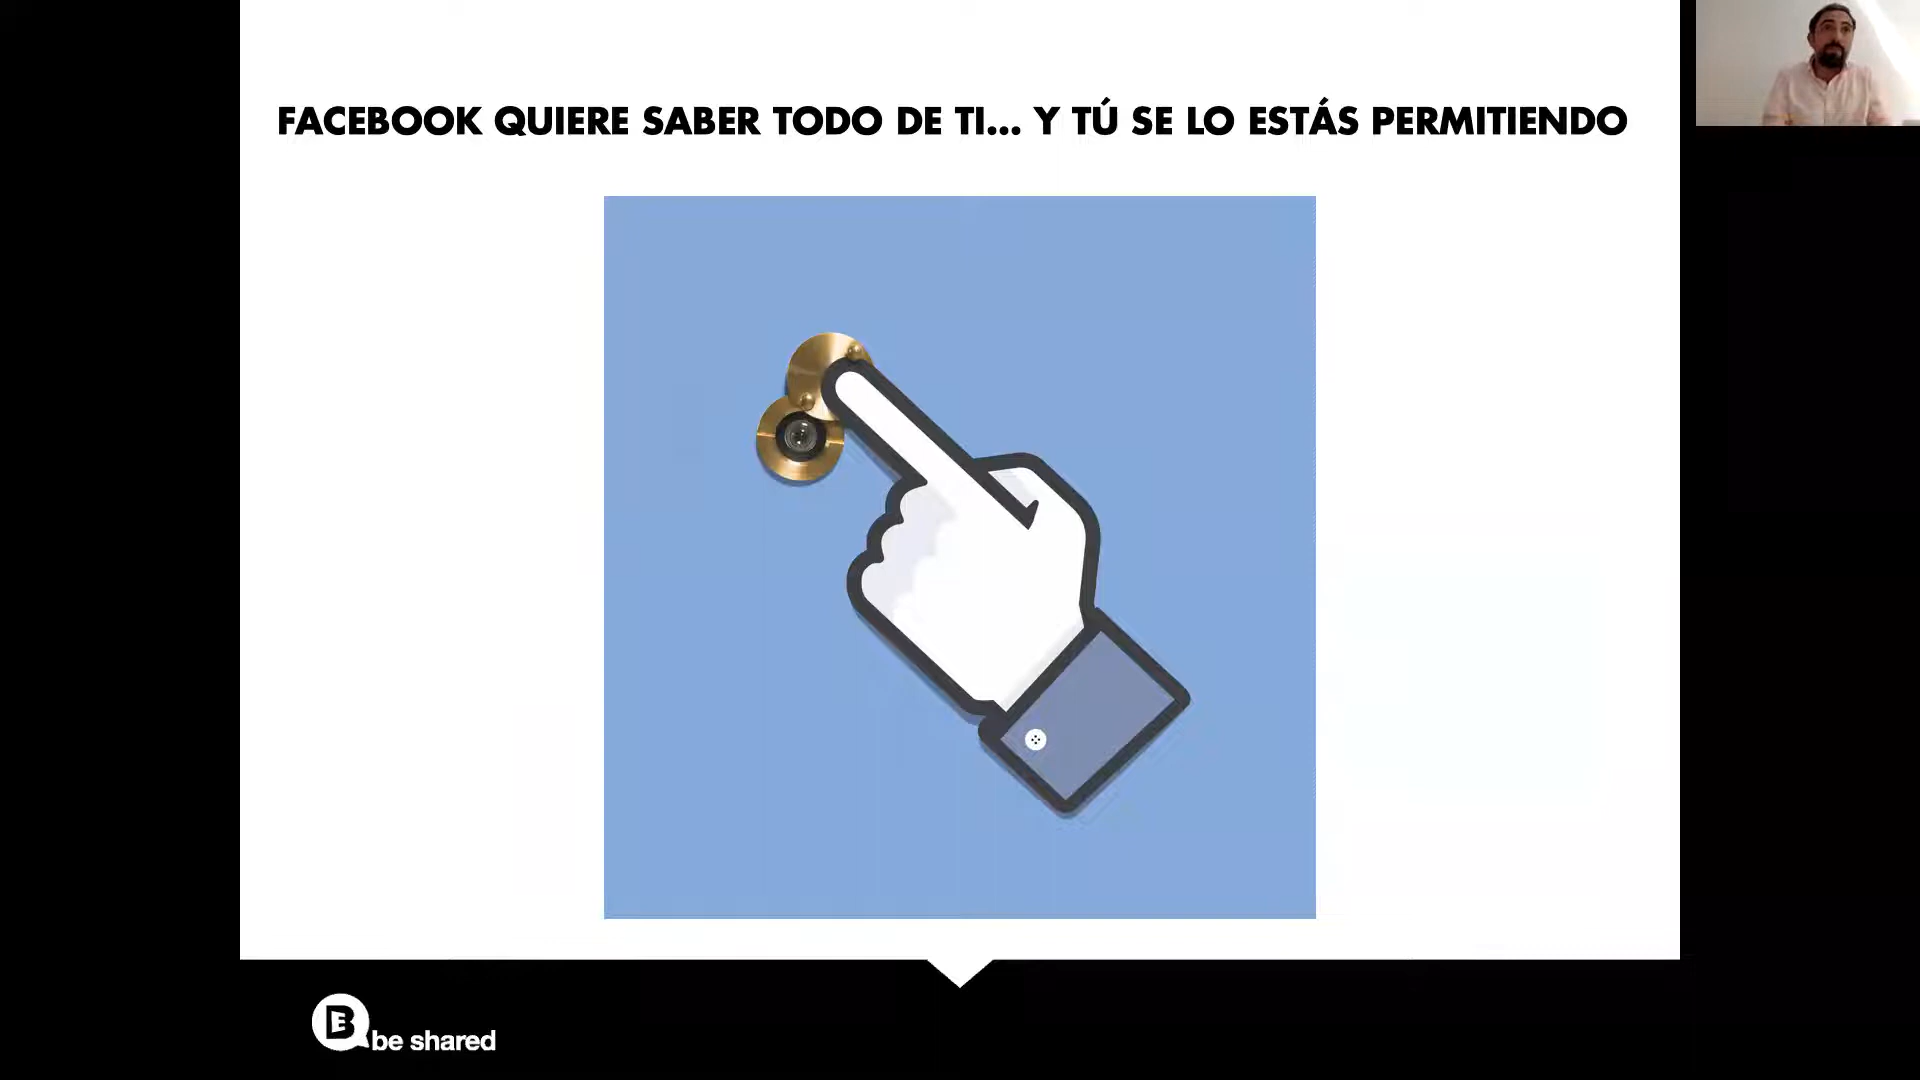 FACEBOOK QUIERE SABER TODO DE TI... Y TÚ SE LO ESTÁS PERMITIENDO
B be shared